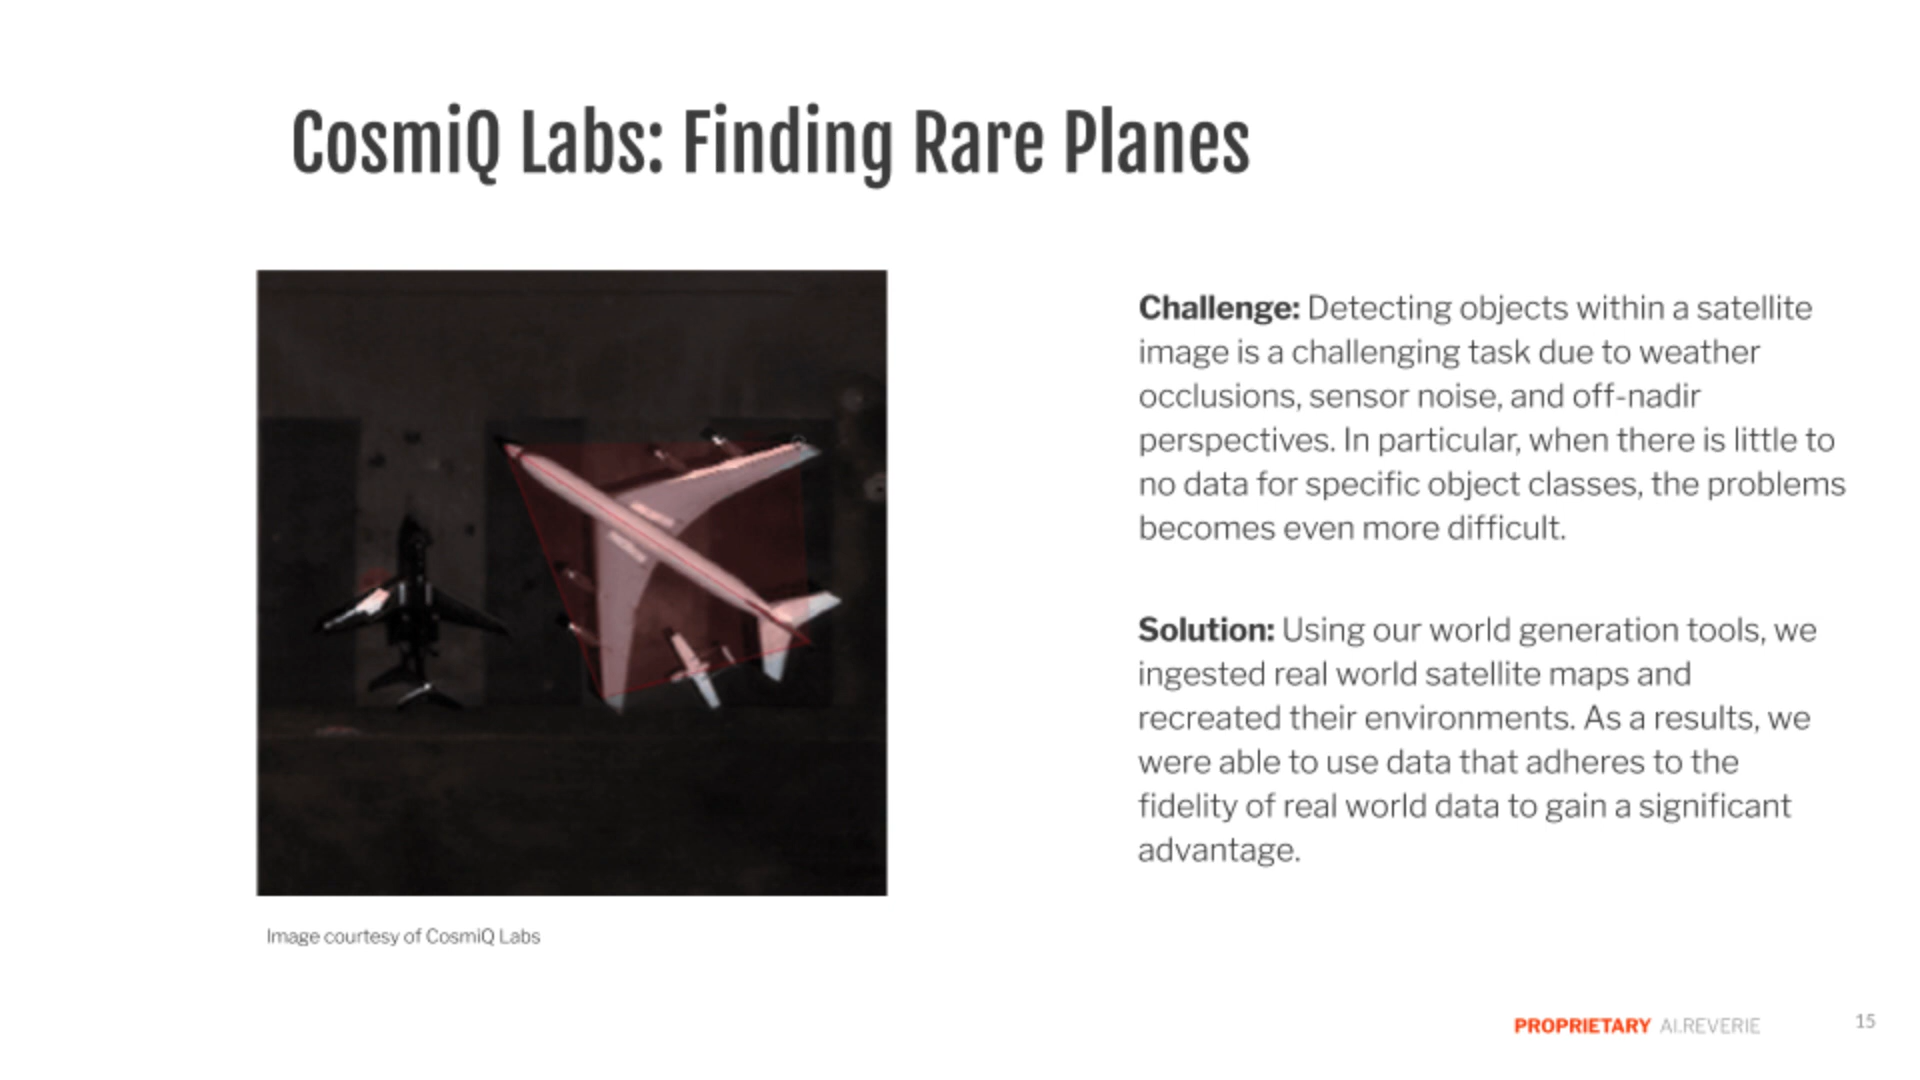 CosmiQ Labs: Finding Rare Planes
Challenge: Detecting objects within a satellite
image is a challenging task due to weather
occlusions, sensor noise, and off-nadir
perspectives. In particular, when there is little to
no data for specific object classes, the problems
becomes even more difficult.
Solution: Using our world generation tools, we
ingested real world satellite maps and
recreated their environments. As a results, we
were able to use data that adheres to the
fidelity of real world data to gain a significant
advantage.
Image courtesy of CosmiQ Labs
PROPRIETARY AI.REVERIE 15